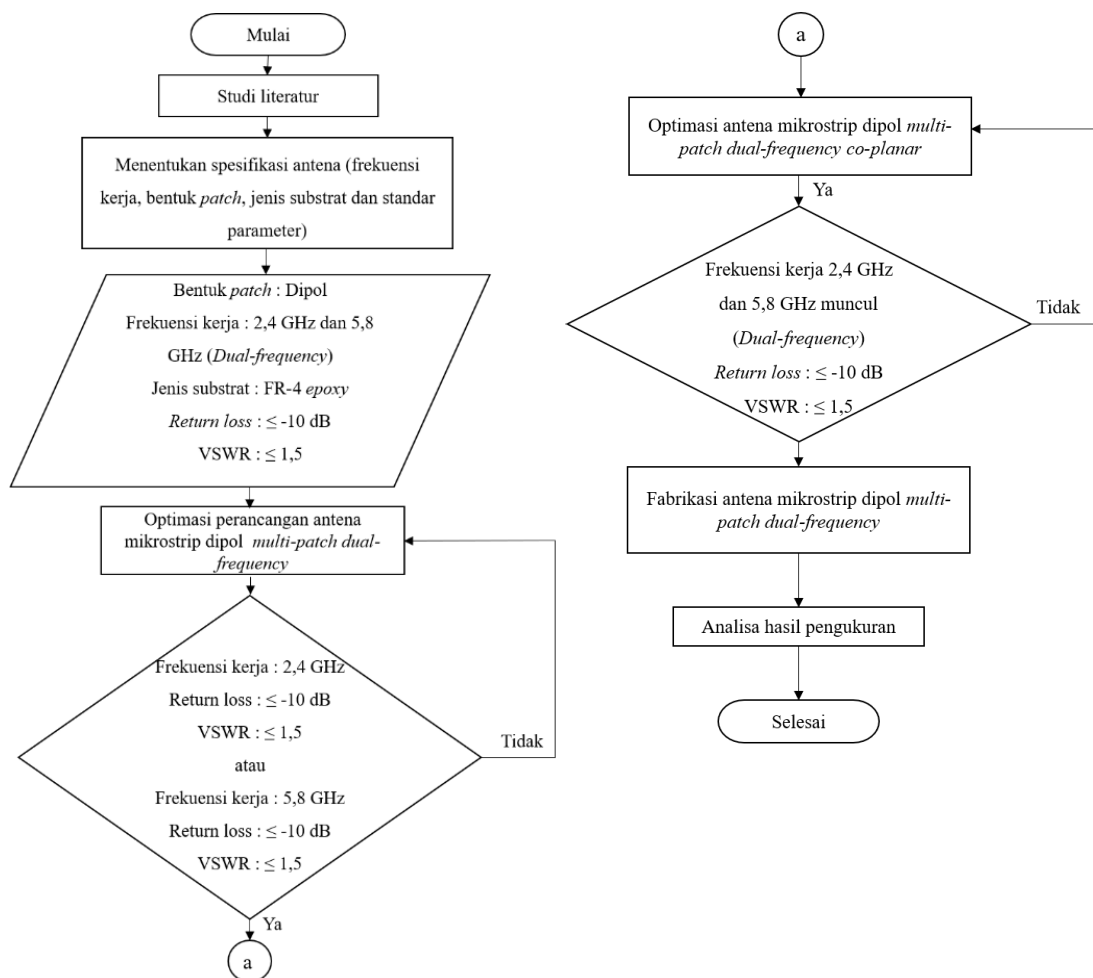 Mulai
Studi literatur
Menentukan spesifikasi antena (frekuensi
kerja, bentuk patch, jenis substrat dan standar
parameter)
Bentuk patch : Dipol
Frekuensi kerja : 2,4 GHz dan 5,8
GHz (Dual-frequency)
Jenis substrat : FR-4 epoxy
Return loss : ≤ -10 dB
VSWR : ≤ 1,5
Optimasi perancangan antena
mikrostrip dipol multi-patch dual-
frequency
Frekuensi kerja : 2,4 GHz
Return loss : ≤ -10 dB
VSWR : ≤ 1,5
atau
Frekuensi kerja : 5,8 GHz
Return loss : ≤ -10 dB
VSWR : ≤ 1,5
Tidak
Ya
a
a
Optimasi antena mikrostrip dipol multi-
patch dual-frequency co-planar
Ya
Frekuensi kerja 2,4 GHz
dan 5,8 GHz muncul
(Dual-frequency)
Return loss : ≤ -10 dB
VSWR : ≤ 1,5
Tidak
Fabrikasi antena mikrostrip dipol multi-
patch dual-frequency
Analisa hasil pengukuran
Selesai